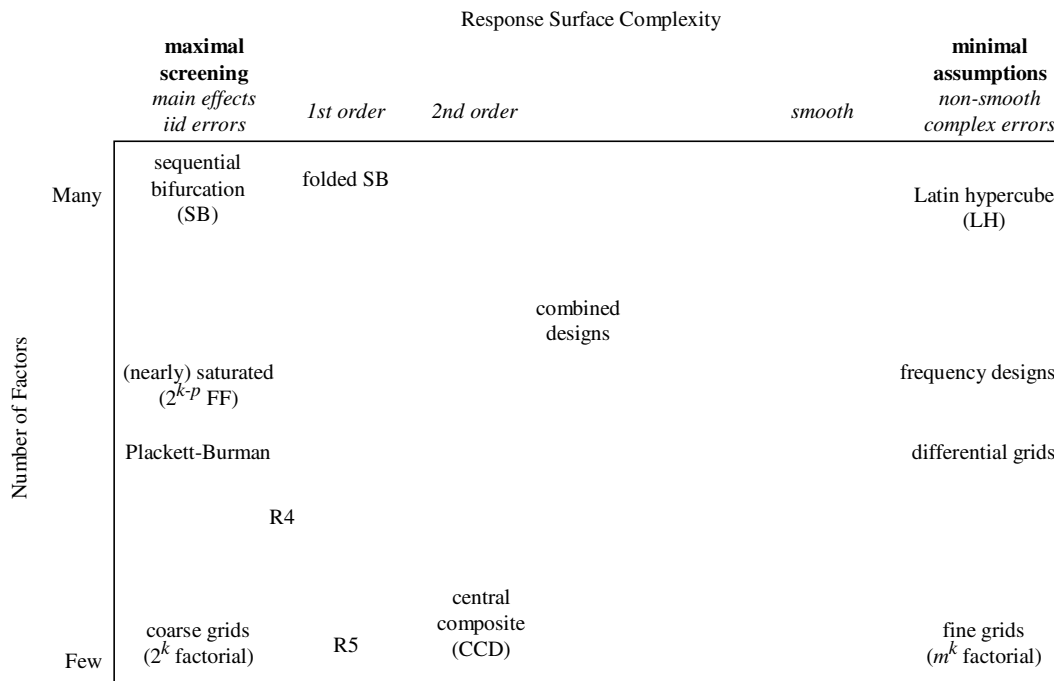 Response Surface Complexity
maximal
screening
main effects
iid errors
1st order
2nd order
smooth
minimal
assumptions
non-smooth
complex errors
Number of Factors
Many
sequential
bifurcation
(SB)
folded SB
Latin hypercube
(LH)
combined
designs
(nearly) saturated
(2^{k-p} FF)
frequency designs
Plackett-Burman
differential grids
R4
Few
coarse grids
(2^k factorial)
R5
central
composite
(CCD)
fine grids
(m^k factorial)